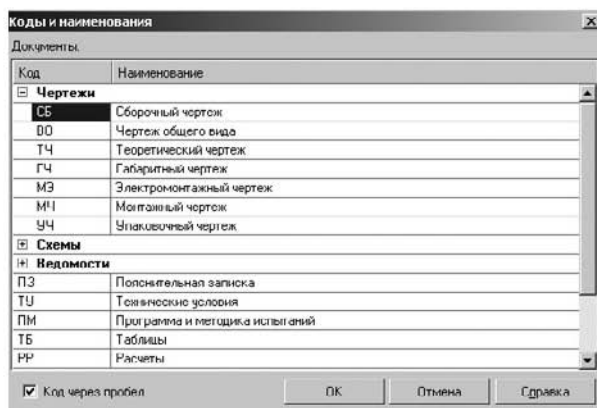 Коды и наименования
Документы:
Код Наименование
Чертежи
СБ Сборочный чертеж
ВО Чертеж общего вида
ТЧ Теоретический чертеж
ГЧ Габаритный чертеж
МЭ Электромонтажный чертеж
МЧ Монтажный чертеж
УЧ Упаковочный чертеж
Схемы
Ведомости
ПЗ Пояснительная записка
ТУ Технические условия
ПМ Программа и методика испытаний
ТБ Таблицы
РР Расчеты
Код через пробел ОК Отмена Справка